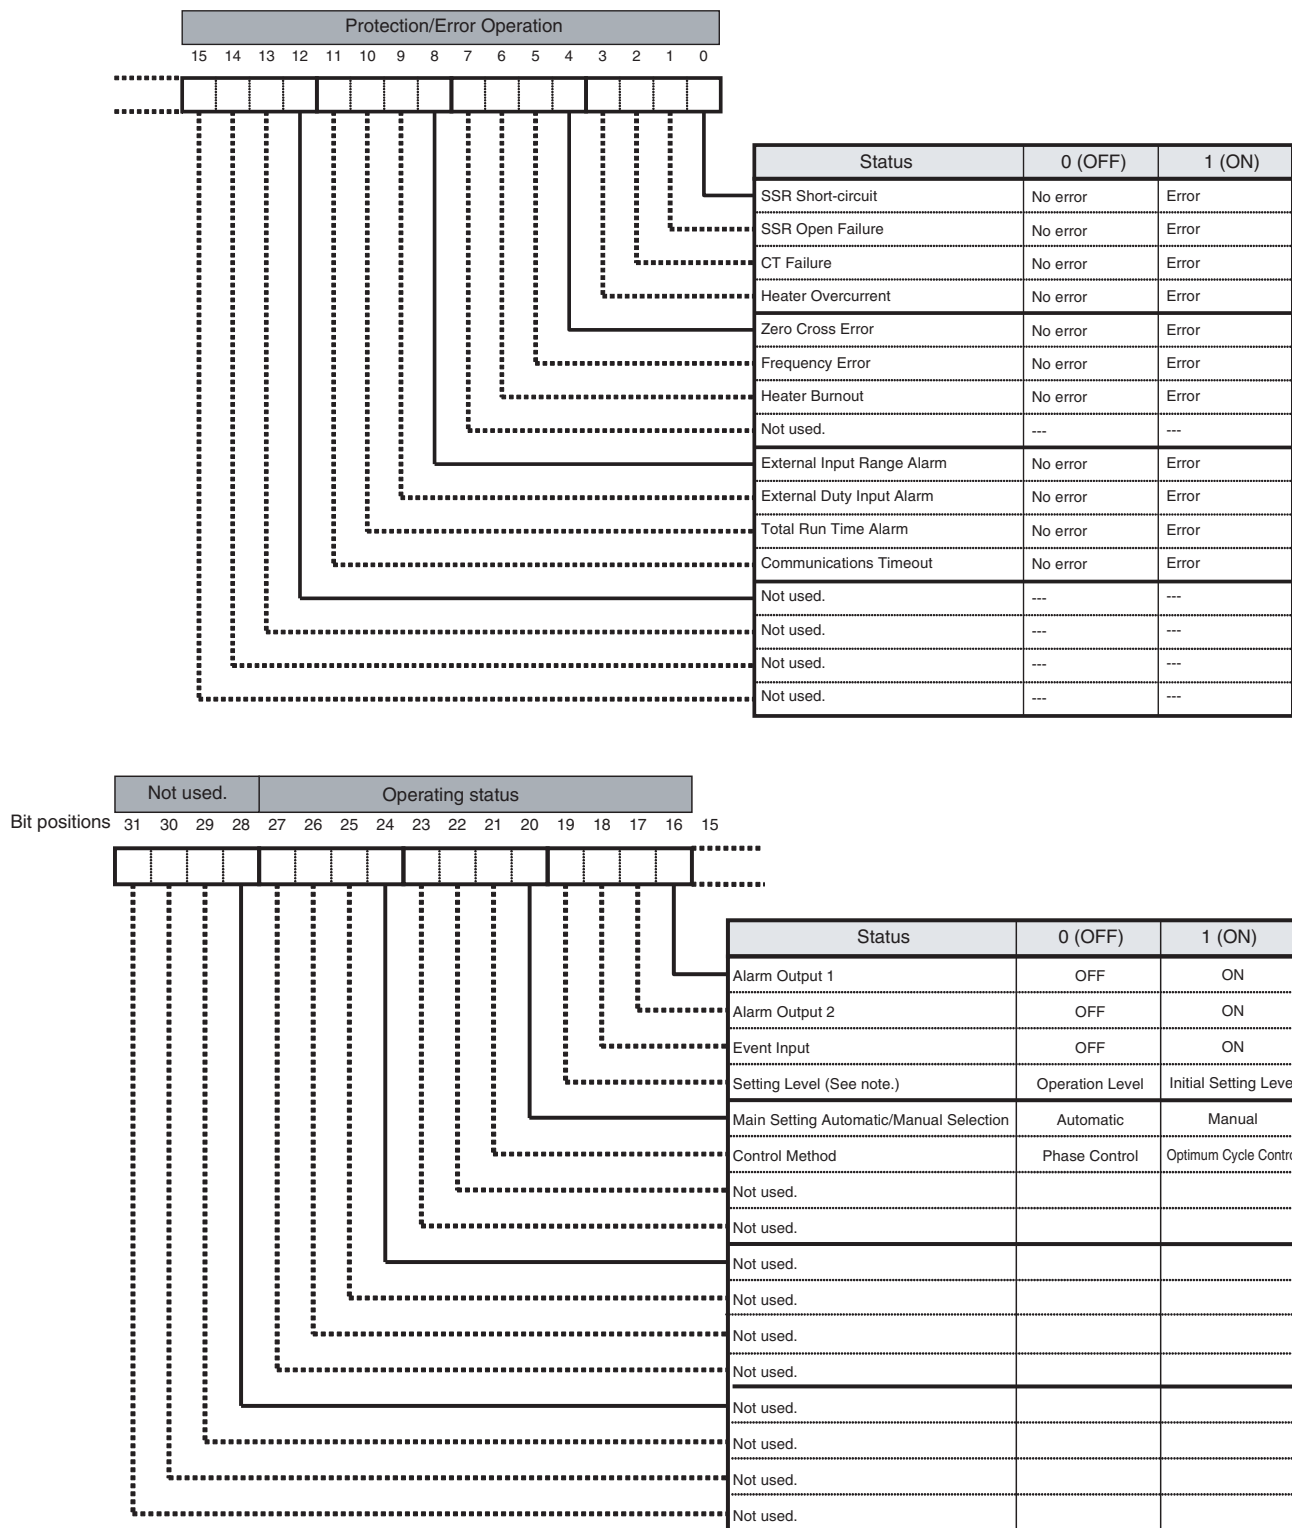 Protection/Error Operation
15 14 13 12 11 10 9 8 7 6 5 4 3 2 1 0
Status 0 (OFF) 1 (ON)
SSR Short-circuit No error Error
SSR Open Failure No error Error
CT Failure No error Error
Heater Overcurrent No error Error
Zero Cross Error No error Error
Frequency Error No error Error
Heater Burnout No error Error
Not used. --- ---
External Input Range Alarm No error Error
External Duty Input Alarm No error Error
Total Run Time Alarm No error Error
Communications Timeout No error Error
Not used. --- ---
Not used. --- ---
Not used. --- ---
Not used. --- ---
Not used. Operating status
Bit positions 31 30 29 28 27 26 25 24 23 22 21 20 19 18 17 16 15
Status 0 (OFF) 1 (ON)
Alarm Output 1 OFF ON
Alarm Output 2 OFF ON
Event Input OFF ON
Setting Level (See note.) Operation Level Initial Setting Leve
Main Setting Automatic/Manual Selection Automatic Manual
Control Method Phase Control Optimum Cycle Contro
Not used.
Not used.
Not used.
Not used.
Not used.
Not used.
Not used.
Not used.
Not used.
Not used.